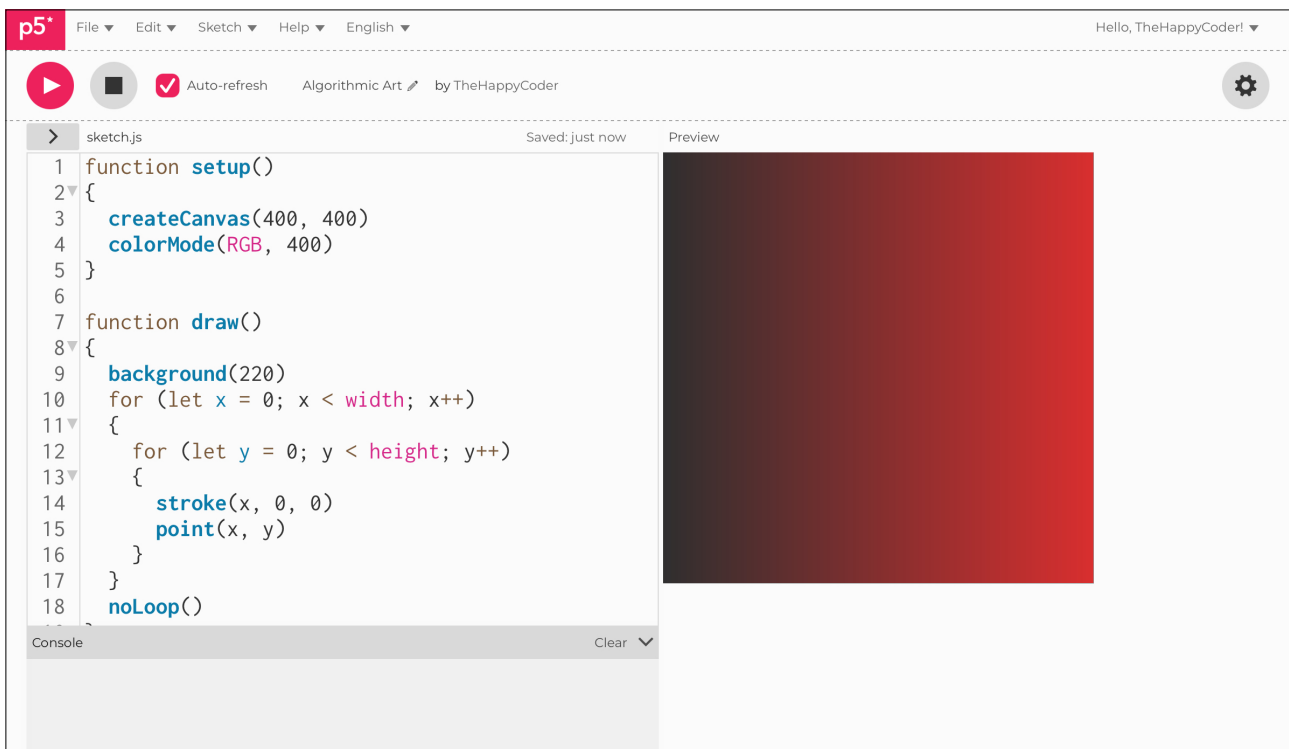 p5* File Edit Sketch Help English Hello, TheHappyCoder!
Auto-refresh Algorithmic Art by TheHappyCoder
sketch.js Saved: just now Preview
1 function setup()
2 {
3 createCanvas(400, 400)
4 colorMode(RGB, 400)
5 }
6
7 function draw()
8 {
9 background(220)
10 for (let x = 0; x < width; x++)
11 {
12 for (let y = 0; y < height; y++)
13 {
14 stroke(x, 0, 0)
15 point(x, y)
16 }
17 }
18 noLoop()
Console Clear